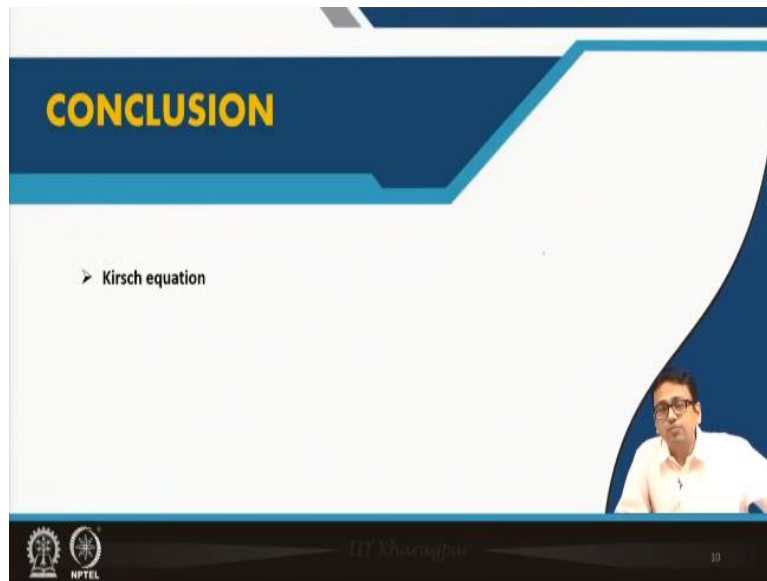 CONCLUSION
➢ Kirsch equation
NPTEL
IIT Kharagpur
10